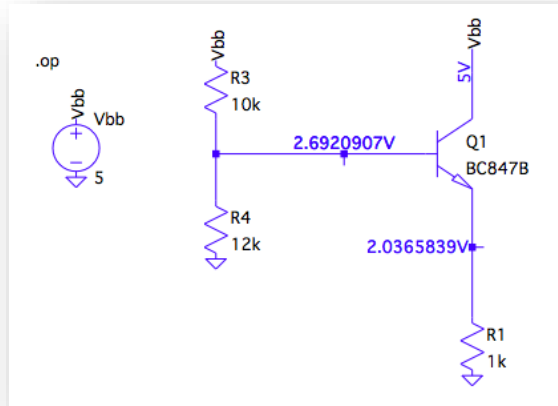 .op
Vbb
Vbb
5
Vbb
R3
10k
R4
12k
2.6920907V
Vbb
5V
Q1
BC847B
2.0365839V
R1
1k